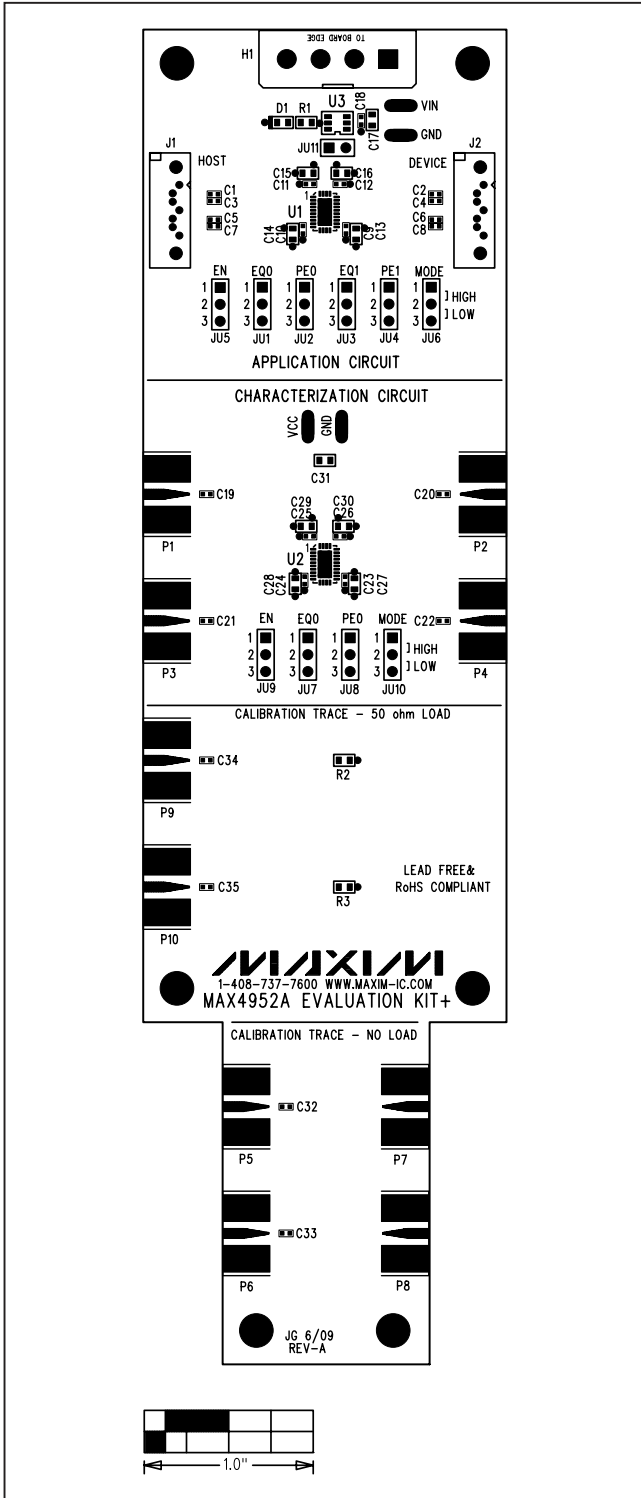 TO BOARD EDGE
H1
D1 R1 U3 C18 C17 VIN
GND
JU11
J1 HOST
DEVICE J2
C15 C16
C11 C12
C1
C3
C5
C7
C2
C4
C6
C8
1
U1
C14 C10 C9 C13
EN EQ0 PE0 EQ1 PE1 MODE
1 1 1 1 1 1 ] HIGH
2 2 2 2 2 2
3 3 3 3 3 3 ] LOW
JU5 JU1 JU2 JU3 JU4 JU6
APPLICATION CIRCUIT
CHARACTERIZATION CIRCUIT
VCC GND
C31
C19 C20
C29 C30
C25 C26
P1 P2
U2 1
C28 C24 C23 C27
C21 C22
EN EQ0 PE0 MODE
1 1 1 1 ] HIGH
2 2 2 2
3 3 3 3 ] LOW
P3 P4
JU9 JU7 JU8 JU10
CALIBRATION TRACE - 50 ohm LOAD
C34
R2
P9
C35
R3
LEAD FREE&
RoHS COMPLIANT
P10
MAXIM
1-408-737-7600 WWW.MAXIM-IC.COM
MAX4952A EVALUATION KIT+
CALIBRATION TRACE - NO LOAD
C32
P5 P7
C33
P6 P8
JG 6/09
REV-A
1.0"